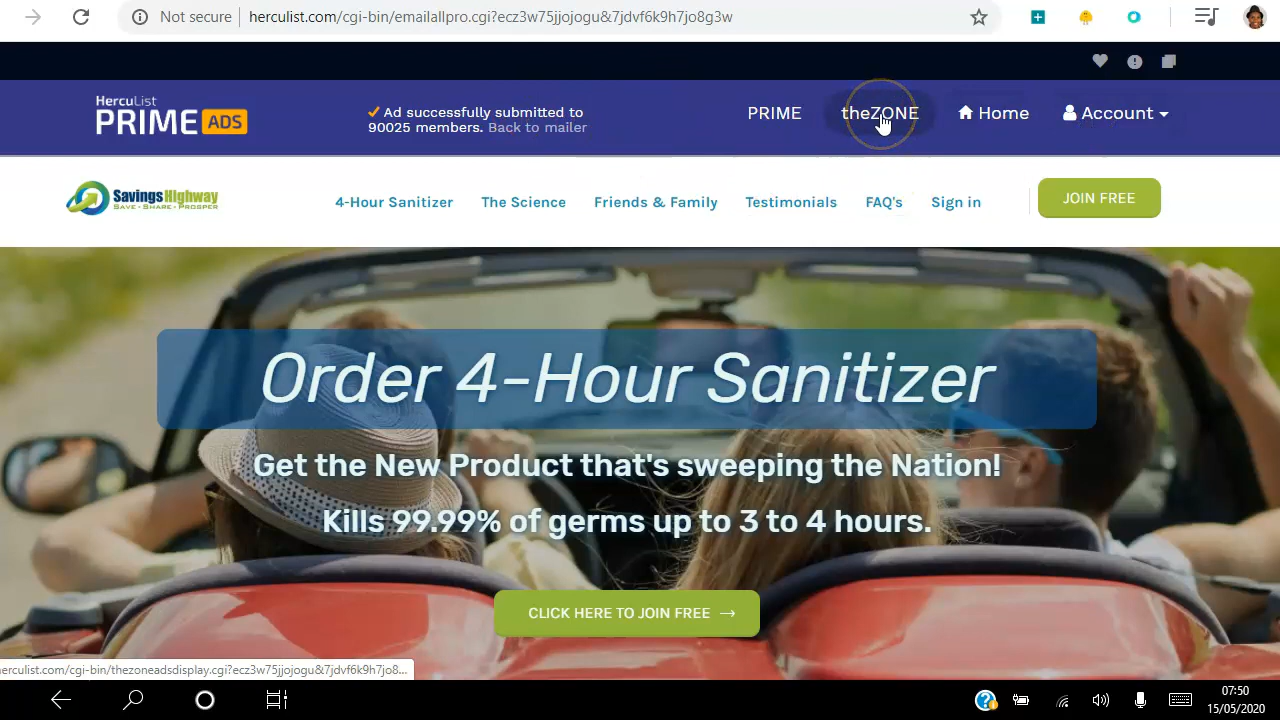 Not secure herculist.com/cgi-bin/emailallpro.cgi?ecz3w75jjojogu&7jdvf6k9h7jo8g3w
HercuList
PRIME ADS
Ad successfully submitted to
90025 members. Back to mailer
PRIME theZONE Home Account
SavingsHighway
SAVE • SHARE • PROSPER
4-Hour Sanitizer The Science Friends & Family Testimonials FAQ's Sign in JOIN FREE
Order 4-Hour Sanitizer
Get the New Product that's sweeping the Nation!
Kills 99.99% of germs up to 3 to 4 hours.
CLICK HERE TO JOIN FREE →
herculist.com/cgi-bin/thezoneadsdisplay.cgi?ecz3w75jjojogu&7jdvf6k9h7jo8...
07:50
15/05/2020